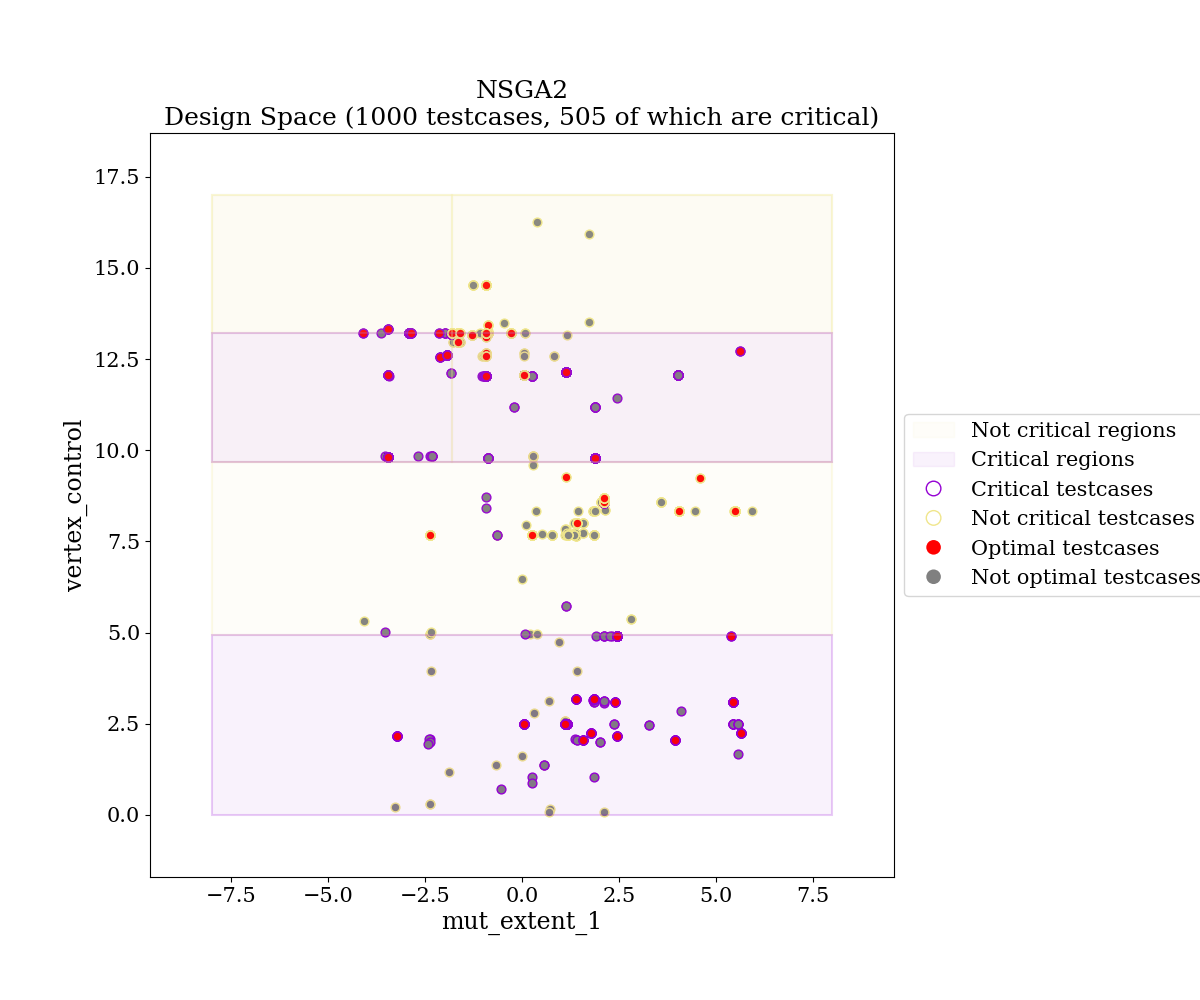 NSGA2
Design Space (1000 testcases, 505 of which are critical)
17.5
15.0
12.5
10.0
7.5
5.0
2.5
0.0
vertex_control
−7.5
−5.0
−2.5
0.0
2.5
5.0
7.5
mut_extent_1
Not critical regions
Critical regions
Critical testcases
Not critical testcases
Optimal testcases
Not optimal testcases